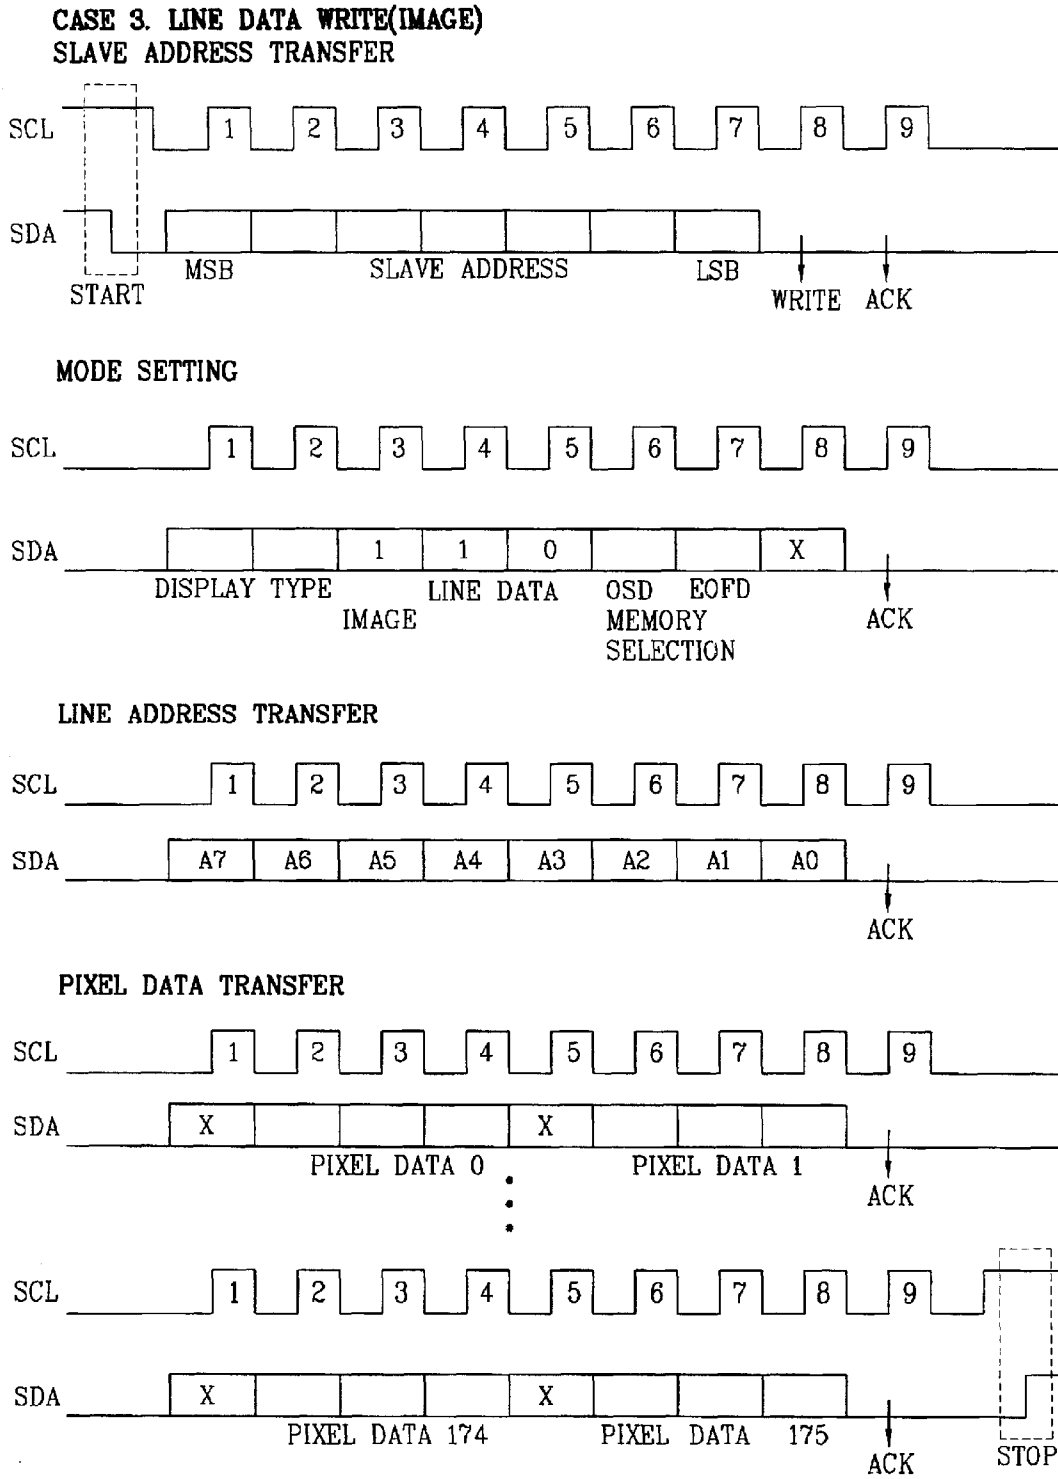 CASE 3. LINE DATA WRITE(IMAGE)
SLAVE ADDRESS TRANSFER
SCL 1 2 3 4 5 6 7 8 9
SDA
MSB SLAVE ADDRESS LSB
START WRITE ACK
MODE SETTING
SCL 1 2 3 4 5 6 7 8 9
SDA 1 1 0 X
DISPLAY TYPE LINE DATA OSD EOFD
IMAGE MEMORY ACK
SELECTION
LINE ADDRESS TRANSFER
SCL 1 2 3 4 5 6 7 8 9
SDA A7 A6 A5 A4 A3 A2 A1 A0
ACK
PIXEL DATA TRANSFER
SCL 1 2 3 4 5 6 7 8 9
SDA X X
PIXEL DATA 0 PIXEL DATA 1
ACK
SCL 1 2 3 4 5 6 7 8 9
SDA X X
PIXEL DATA 174 PIXEL DATA 175
ACK STOP